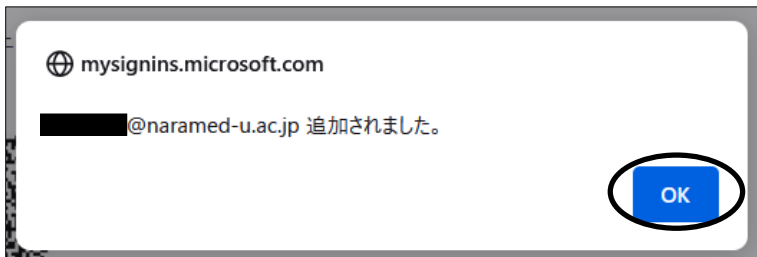 mysignins.microsoft.com
@naramed-u.ac.jp 追加されました。
OK